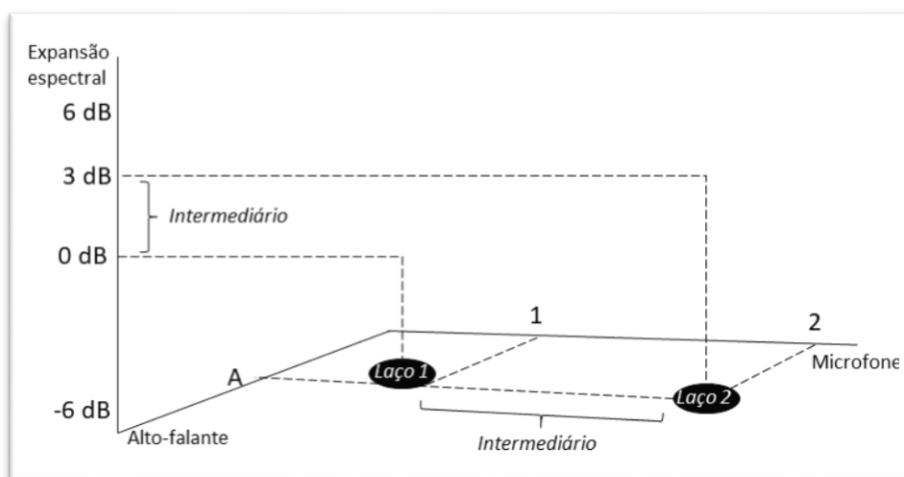 Expansão
espectral
6 dB
3 dB
Intermediário
0 dB
1
2
Microfone
Laço 1
A
Laço 2
-6 dB
Alto-falante
Intermediário